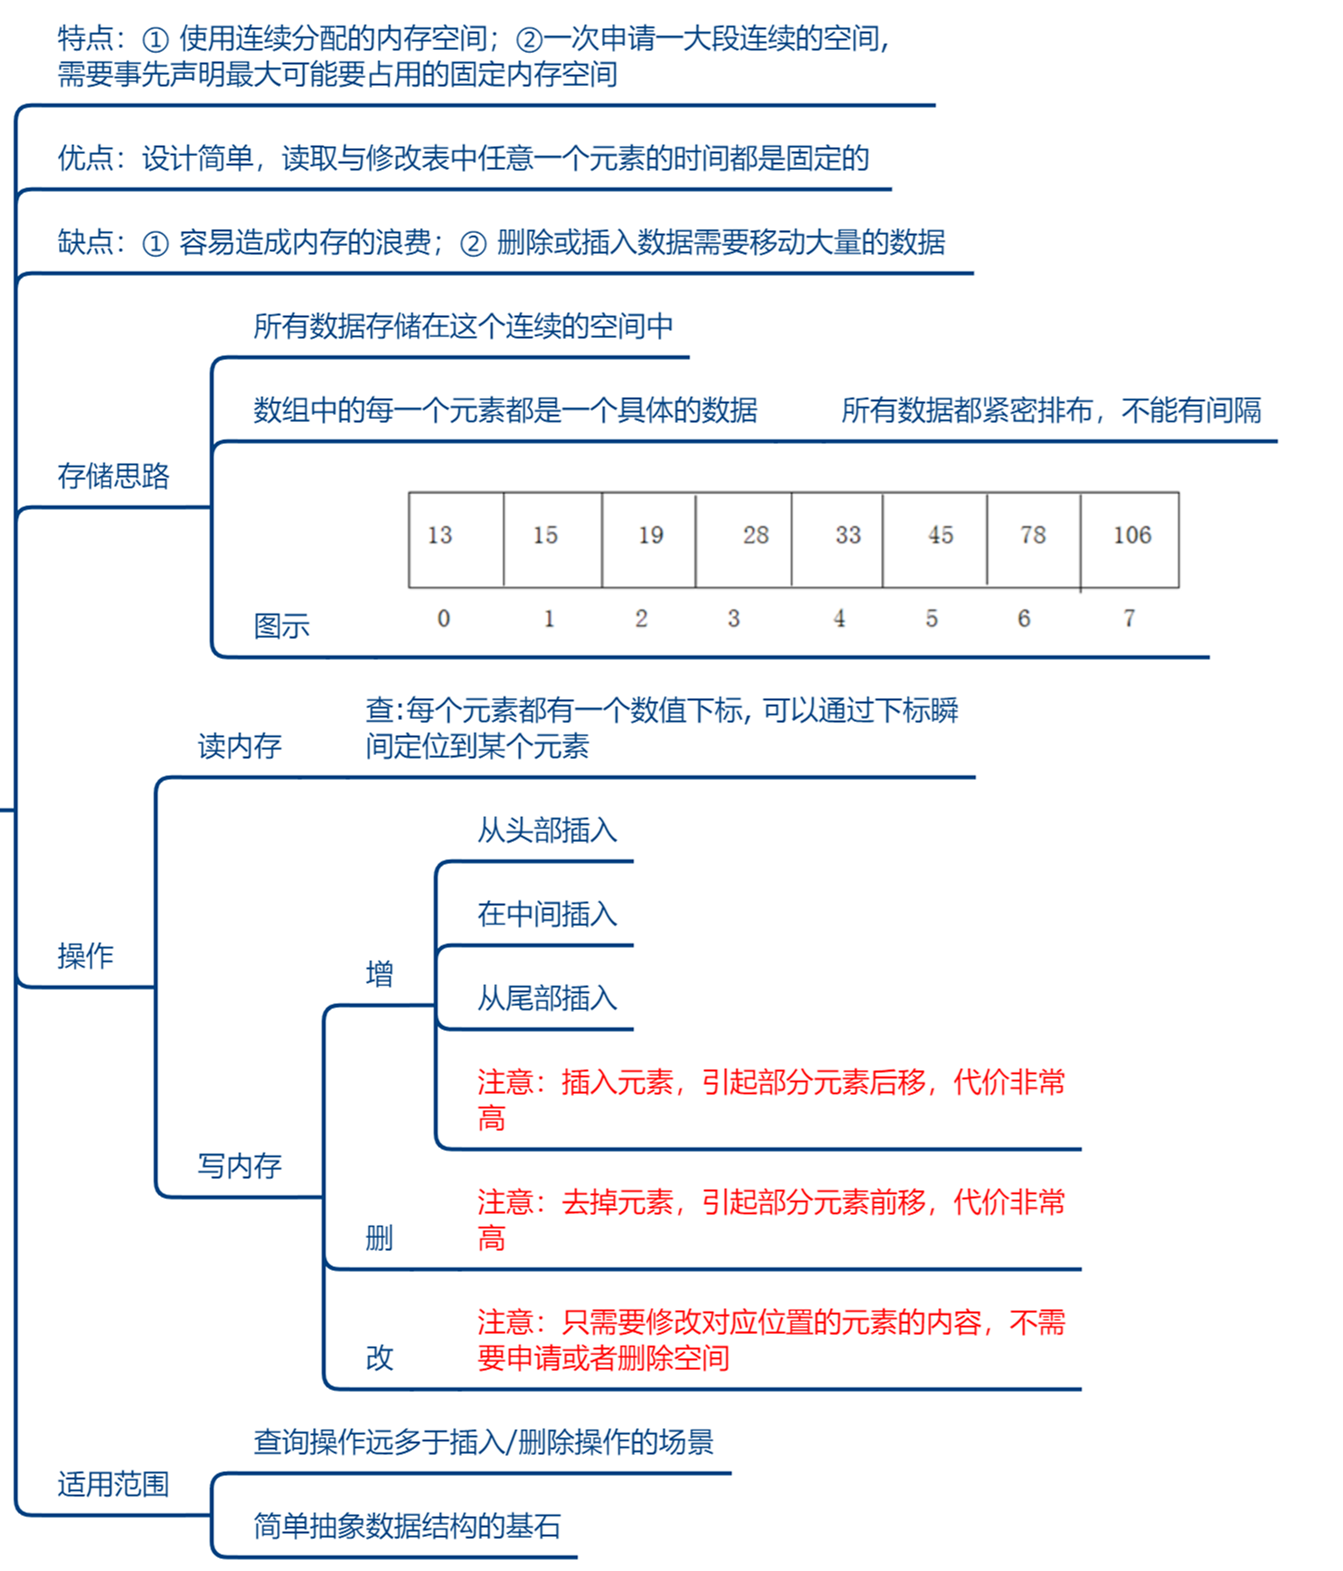 特点：① 使用连续分配的内存空间；②一次申请一大段连续的空间，
需要事先声明最大可能要占用的固定内存空间
优点：设计简单，读取与修改表中任意一个元素的时间都是固定的
缺点：① 容易造成内存的浪费；② 删除或插入数据需要移动大量的数据
存储思路
所有数据存储在这个连续的空间中
数组中的每一个元素都是一个具体的数据
所有数据都紧密排布，不能有间隔
图示
13 15 19 28 33 45 78 106
0 1 2 3 4 5 6 7
操作
读内存
查:每个元素都有一个数值下标, 可以通过下标瞬
间定位到某个元素
写内存
增
从头部插入
在中间插入
从尾部插入
注意：插入元素，引起部分元素后移，代价非常
高
删
注意：去掉元素，引起部分元素前移，代价非常
高
改
注意：只需要修改对应位置的元素的内容，不需
要申请或者删除空间
适用范围
查询操作远多于插入/删除操作的场景
简单抽象数据结构的基石